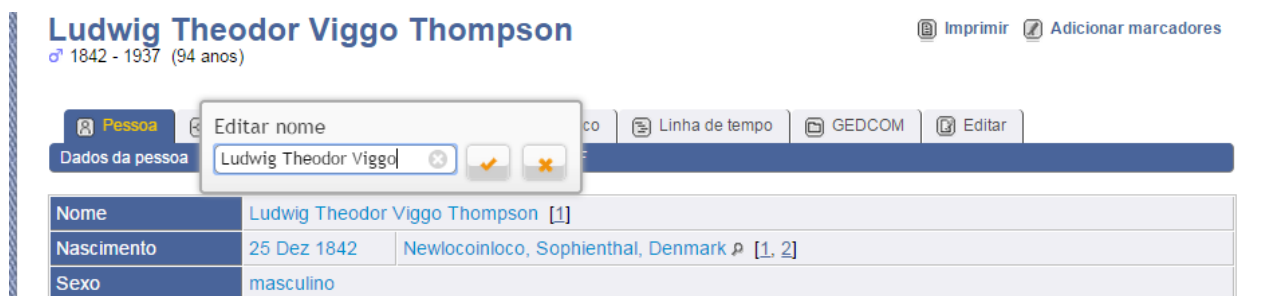 Ludwig Theodor Viggo Thompson
Imprimir Adicionar marcadores
♂ 1842 - 1937 (94 anos)
Pessoa Editar nome co Linha de tempo GEDCOM Editar
Dados da pessoa Ludwig Theodor Viggo
Nome Ludwig Theodor Viggo Thompson [1]
Nascimento 25 Dez 1842 Newlocoinloco, Sophienthal, Denmark [1, 2]
Sexo masculino